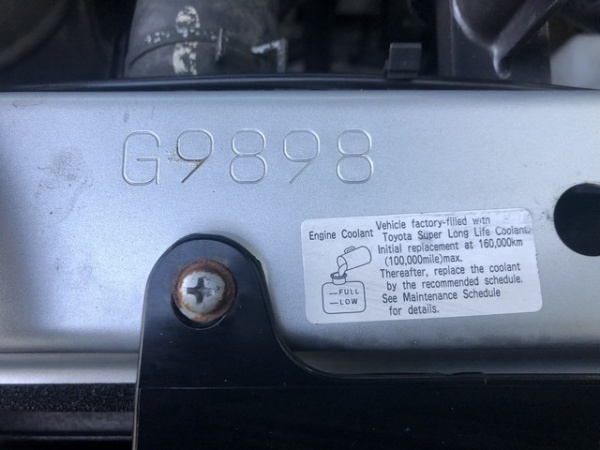 G9898
Engine Coolant
Vehicle factory-filled with
Toyota Super Long Life Coolant.
Initial replacement at 160,000km
(100,000mile)max.
Thereafter, replace the coolant
by the recommended schedule.
See Maintenance Schedule
for details.
—FULL
—LOW